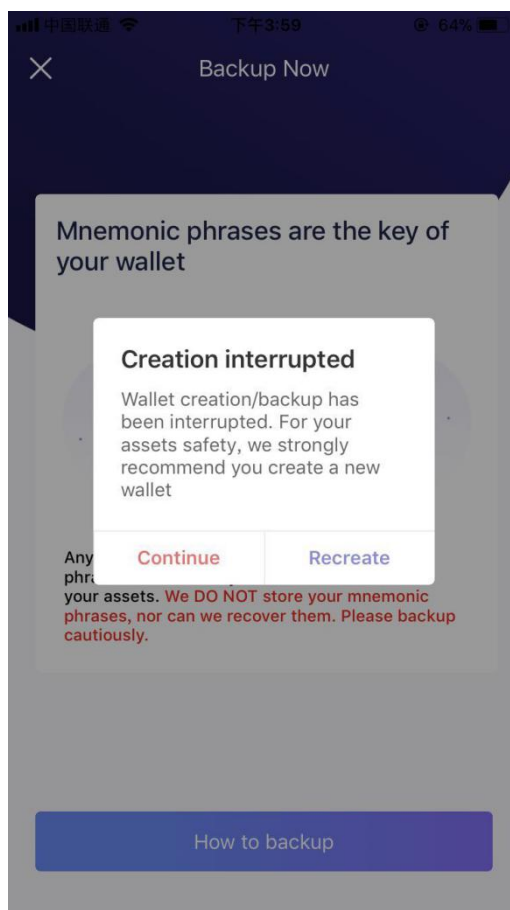 中国联通 下午3:59 64%
Backup Now
Mnemonic phrases are the key of
your wallet
Creation interrupted
Wallet creation/backup has
been interrupted. For your
assets safety, we strongly
recommend you create a new
wallet
Continue Recreate
Any
your assets. We DO NOT store your mnemonic
phrases, nor can we recover them. Please backup
cautiously.
How to backup